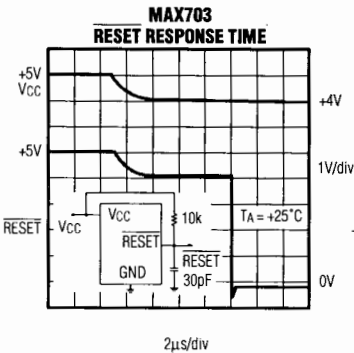 MAX703
RESET RESPONSE TIME
+5V
VCC
+4V
+5V
1V/div
RESET
VCC
VCC
10k
TA = +25°C
RESET
RESET
GND
30pF
0V
2µs/div